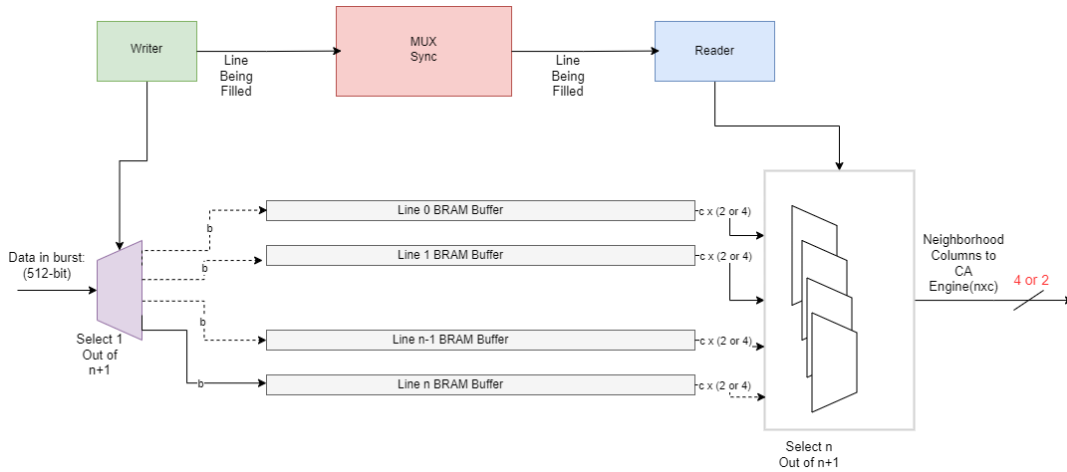 Writer
Line
Being
Filled
MUX
Sync
Line
Being
Filled
Reader
Data in burst:
(512-bit)
Select 1
Out of
n+1
b
Line 0 BRAM Buffer
c x (2 or 4)
b
Line 1 BRAM Buffer
c x (2 or 4)
b
Line n-1 BRAM Buffer
c x (2 or 4)
b
Line n BRAM Buffer
c x (2 or 4)
Select n
Out of n+1
Neighborhood
Columns to
CA
Engine(nxc)
4 or 2